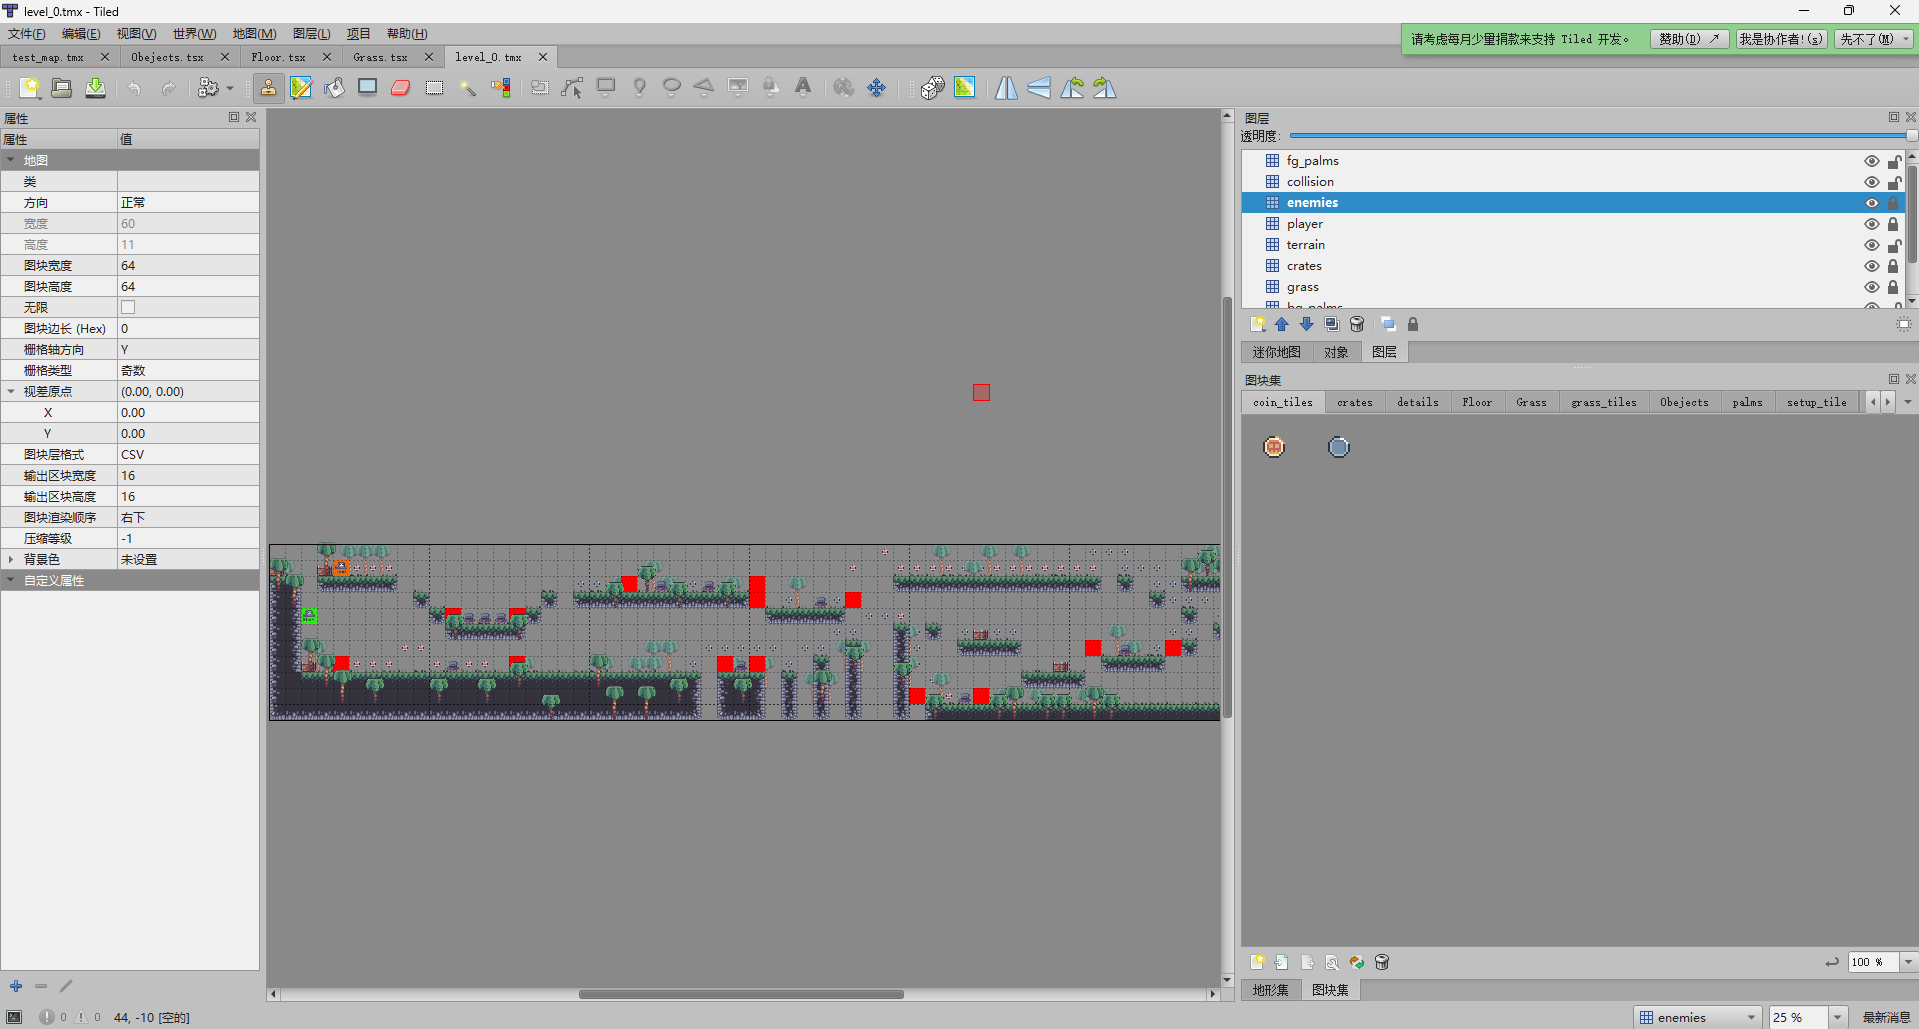 level_0.tmx - Tiled
文件(F) 编辑(E) 视图(V) 世界(W) 地图(M) 图层(L) 项目 帮助(H)
请考虑每月少量捐款来支持 Tiled 开发。 赞助(D) ↗ 我是协作者!(s) 先不了(M)
test_map.tmx Obejects.tsx Floor.tsx Grass.tsx level_0.tmx
属性
属性 值
地图
类
方向 正常
宽度 60
高度 11
图块宽度 64
图块高度 64
无限
图块边长 (Hex) 0
栅格轴方向 Y
栅格类型 奇数
视差原点 (0.00, 0.00)
X 0.00
Y 0.00
图块层格式 CSV
输出区块宽度 16
输出区块高度 16
图块渲染顺序 右下
压缩等级 -1
背景色 未设置
自定义属性
图层
透明度:
fg_palms
collision
enemies
player
terrain
crates
grass
bg_palms
迷你地图 对象 图层
图块集
coin_tiles crates details Floor Grass grass_tiles Obejects palms setup_tile
100 %
地形集 图块集
0 0 44, -10 [空的]
enemies 25 % 最新消息